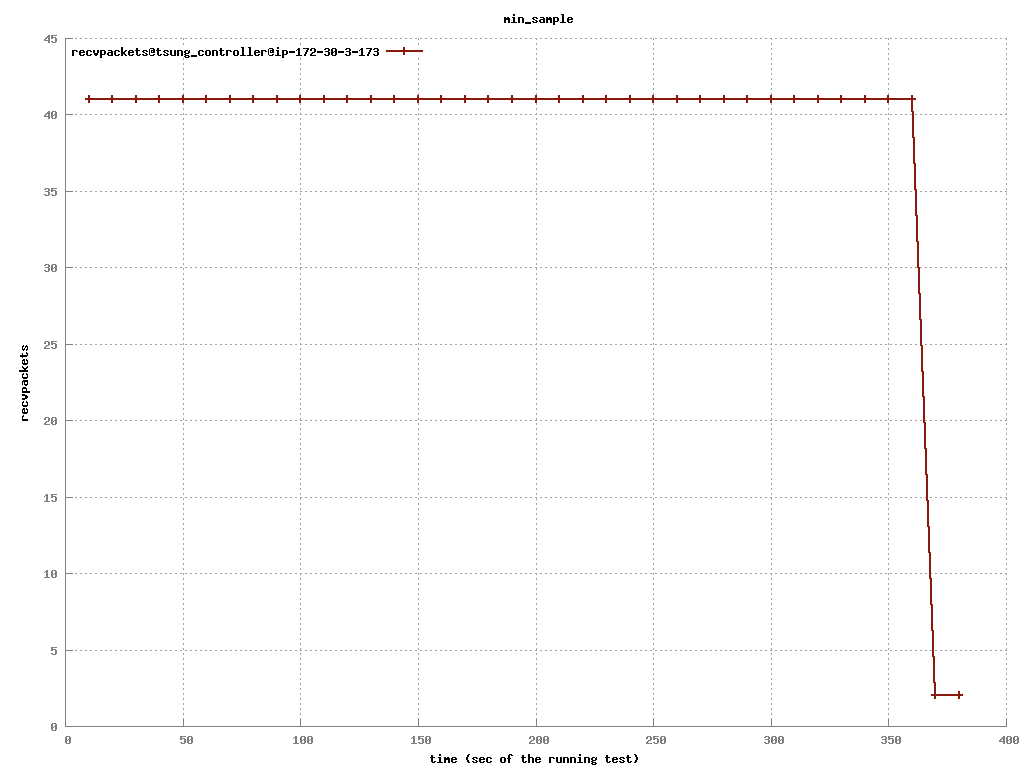 min_sample
recvpackets@tsung_controller@ip-172-30-3-173
45
40
35
30
25
20
15
10
5
0
recvpackets
0 50 100 150 200 250 300 350 400
time (sec of the running test)